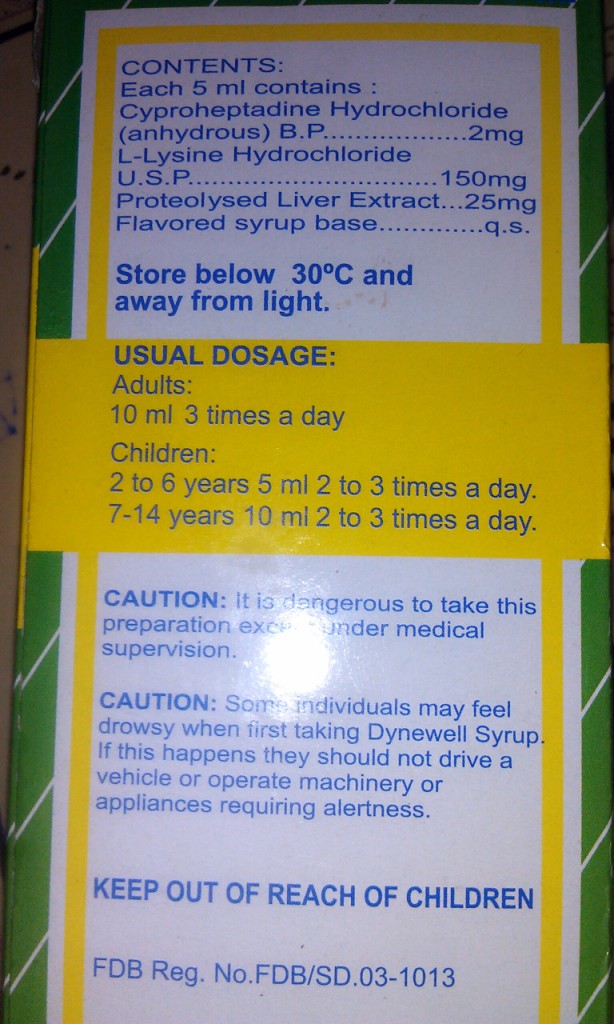 CONTENTS:
Each 5 ml contains :
Cyproheptadine Hydrochloride
(anhydrous) B.P..................2mg
L-Lysine Hydrochloride
U.S.P...............................150mg
Proteolysed Liver Extract...25mg
Flavored syrup base.............q.s.
Store below 30ºC and
away from light.
USUAL DOSAGE:
Adults:
10 ml 3 times a day
Children:
2 to 6 years 5 ml 2 to 3 times a day.
7-14 years 10 ml 2 to 3 times a day.
CAUTION: It is dangerous to take this
preparation under medical
supervision.
CAUTION: Some individuals may feel
drowsy when first taking Dynewell Syrup.
If this happens they should not drive a
vehicle or operate machinery or
appliances requiring alertness.
KEEP OUT OF REACH OF CHILDREN
FDB Reg. No.FDB/SD.03-1013